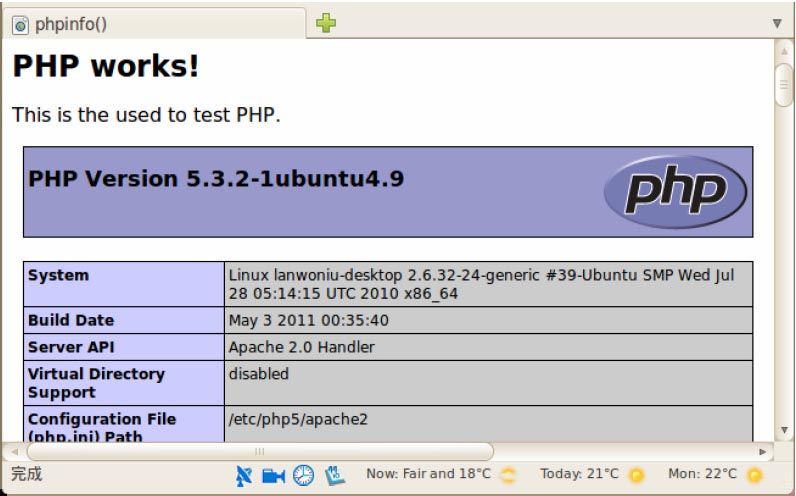 phpinfo()
PHP works!
This is the used to test PHP.
PHP Version 5.3.2-1ubuntu4.9
php
System
Linux lanwoniu-desktop 2.6.32-24-generic #39-Ubuntu SMP Wed Jul
28 05:14:15 UTC 2010 x86_64
Build Date
May 3 2011 00:35:40
Server API
Apache 2.0 Handler
Virtual Directory
Support
disabled
Configuration File
(php.ini) Path
/etc/php5/apache2
完成
Now: Fair and 18°C
Today: 21°C
Mon: 22°C